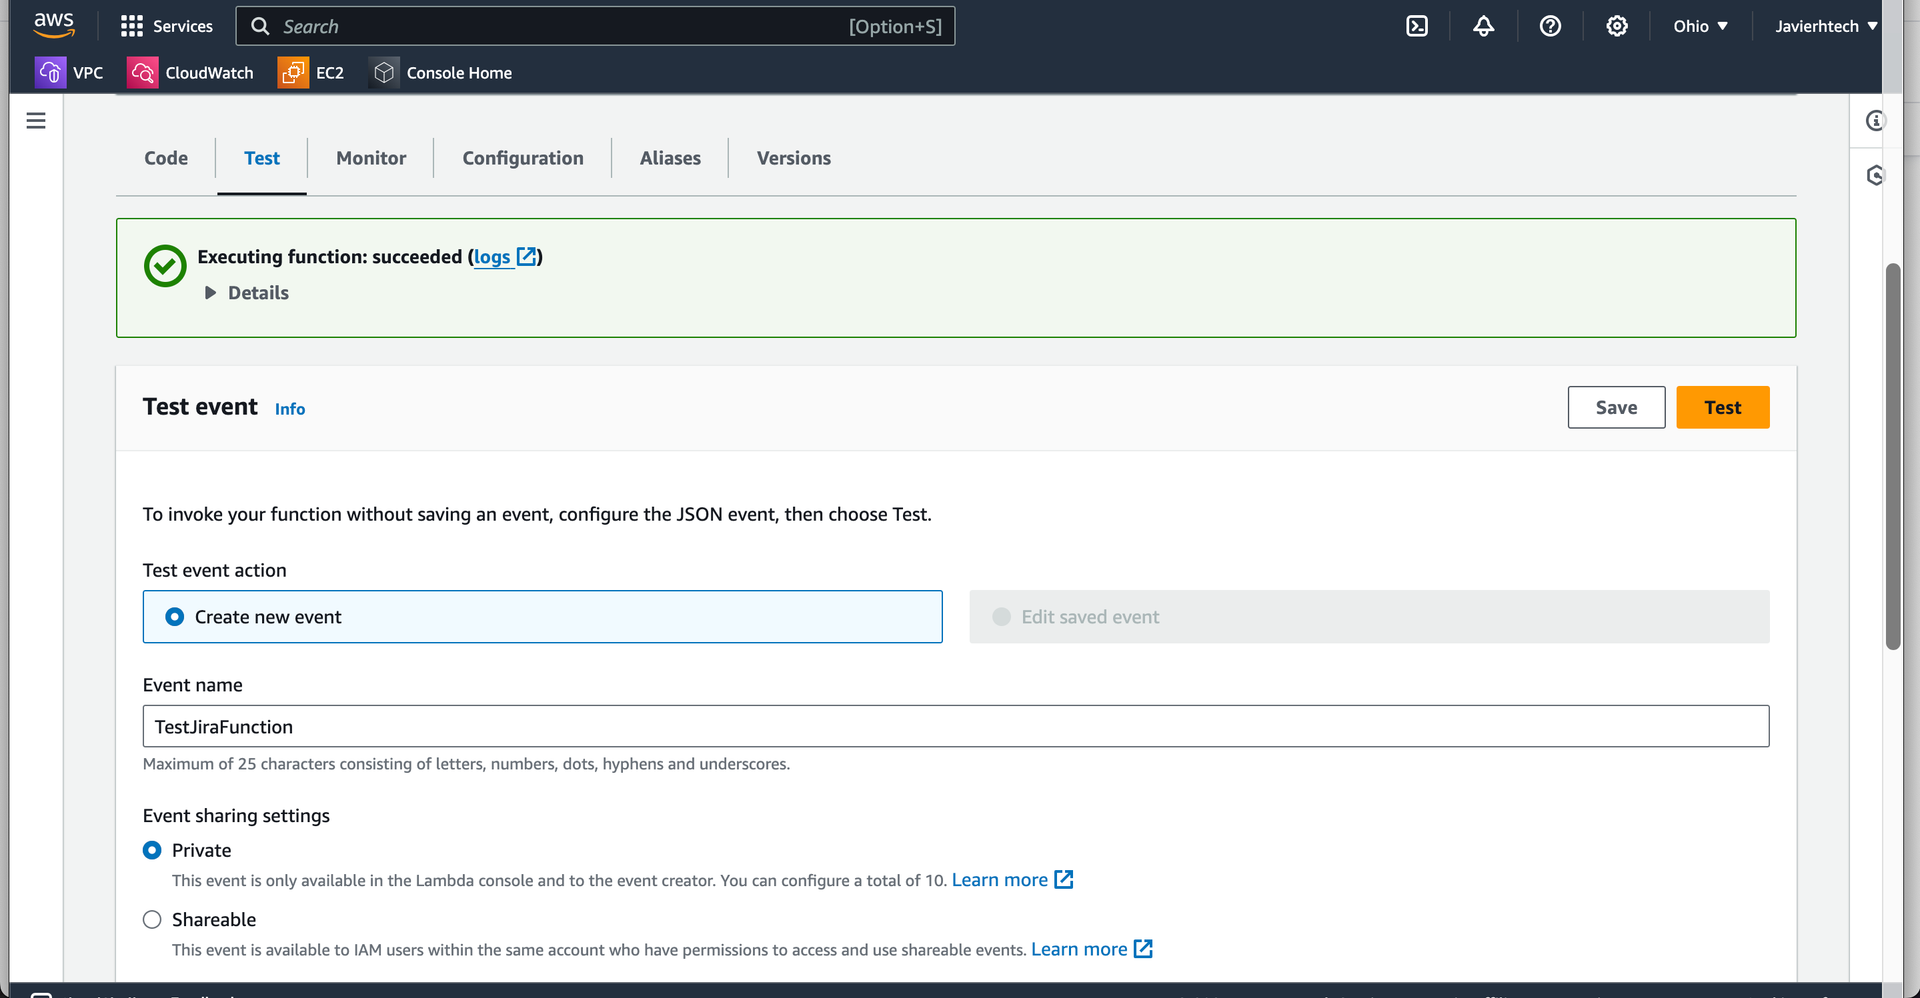 aws Services Search [Option+S] Ohio Javierhtech
VPC CloudWatch EC2 Console Home
Code Test Monitor Configuration Aliases Versions
Executing function: succeeded (logs)
Details
Test event Info Save Test
To invoke your function without saving an event, configure the JSON event, then choose Test.
Test event action
Create new event Edit saved event
Event name
TestJiraFunction
Maximum of 25 characters consisting of letters, numbers, dots, hyphens and underscores.
Event sharing settings
Private
This event is only available in the Lambda console and to the event creator. You can configure a total of 10. Learn more
Shareable
This event is available to IAM users within the same account who have permissions to access and use shareable events. Learn more